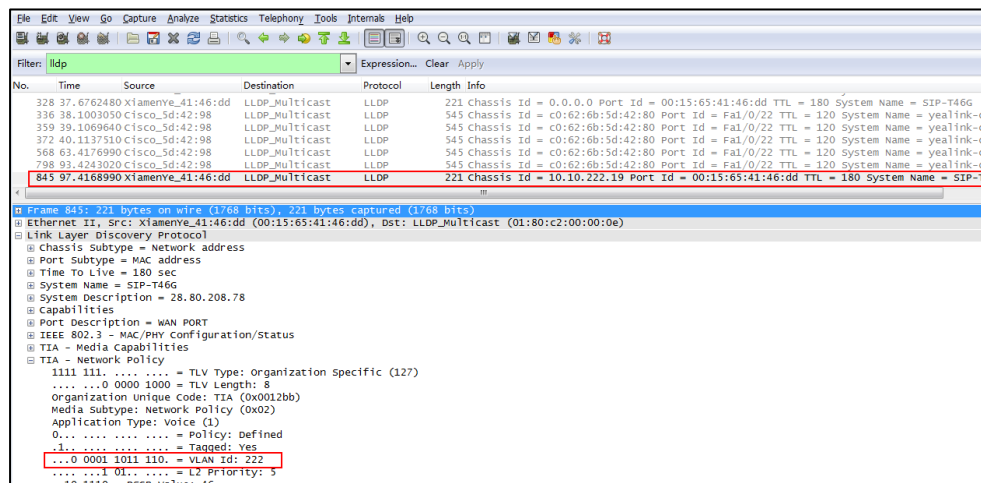 File Edit View Go Capture Analyze Statistics Telephony Tools Internals Help
Filter: lldp Expression... Clear Apply
No. Time Source Destination Protocol Length Info
328 37.6762480 XiamenYe_41:46:dd LLDP_Multicast LLDP 221 Chassis Id = 0.0.0.0 Port Id = 00:15:65:41:46:dd TTL = 180 System Name = SIP-T46G
336 38.1003050 Cisco_5d:42:98 LLDP_Multicast LLDP 545 Chassis Id = c0:62:6b:5d:42:80 Port Id = Fa1/0/22 TTL = 120 System Name = yealink-
359 39.1069640 Cisco_5d:42:98 LLDP_Multicast LLDP 545 Chassis Id = c0:62:6b:5d:42:80 Port Id = Fa1/0/22 TTL = 120 System Name = yealink-
372 40.1137510 Cisco_5d:42:98 LLDP_Multicast LLDP 545 Chassis Id = c0:62:6b:5d:42:80 Port Id = Fa1/0/22 TTL = 120 System Name = yealink-
568 63.4176990 Cisco_5d:42:98 LLDP_Multicast LLDP 545 Chassis Id = c0:62:6b:5d:42:80 Port Id = Fa1/0/22 TTL = 120 System Name = yealink-
798 93.4243020 Cisco_5d:42:98 LLDP_Multicast LLDP 545 Chassis Id = c0:62:6b:5d:42:80 Port Id = Fa1/0/22 TTL = 120 System Name = yealink-
845 97.4168990 XiamenYe_41:46:dd LLDP_Multicast LLDP 221 Chassis Id = 10.10.222.19 Port Id = 00:15:65:41:46:dd TTL = 180 System Name = SIP-T
Frame 845: 221 bytes on wire (1768 bits), 221 bytes captured (1768 bits)
Ethernet II, Src: XiamenYe_41:46:dd (00:15:65:41:46:dd), Dst: LLDP_Multicast (01:80:c2:00:00:0e)
Link Layer Discovery Protocol
Chassis Subtype = Network address
Port Subtype = MAC address
Time To Live = 180 sec
System Name = SIP-T46G
System Description = 28.80.208.78
Capabilities
Port Description = WAN PORT
IEEE 802.3 - MAC/PHY Configuration/Status
TIA - Media Capabilities
TIA - Network Policy
1111 111. .... .... = TLV Type: Organization Specific (127)
.... ...0 0000 1000 = TLV Length: 8
Organization Unique Code: TIA (0x0012bb)
Media Subtype: Network Policy (0x02)
Application Type: Voice (1)
0... .... .... .... = Policy: Defined
.1.. .... .... .... = Tagged: Yes
...0 0001 1011 110. = VLAN Id: 222
.... ...1 01.. .... = L2 Priority: 5